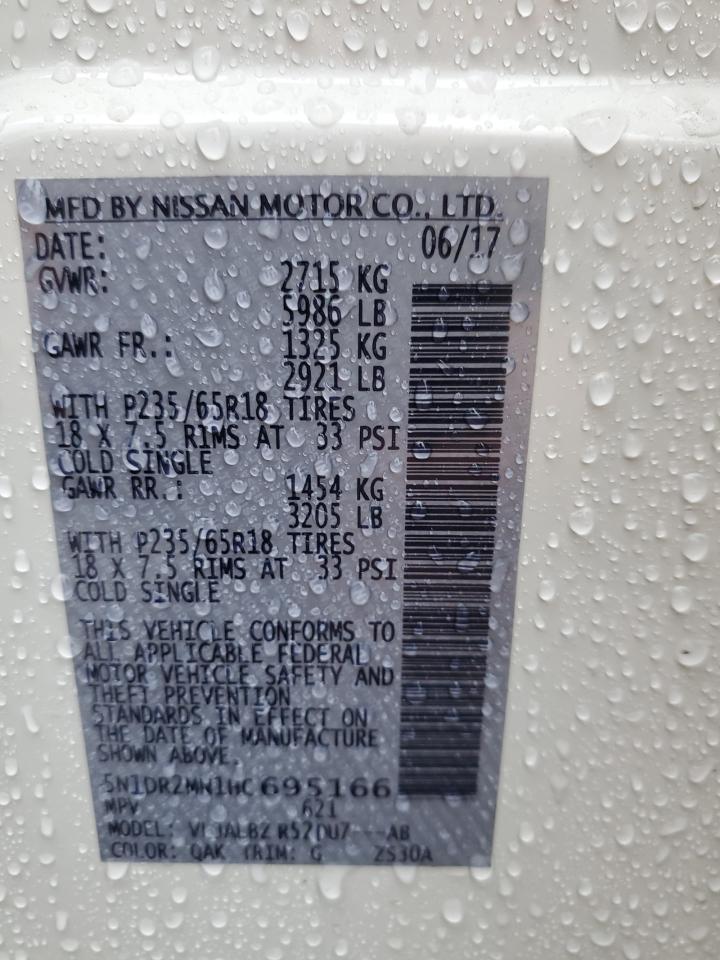 MFD BY NISSAN MOTOR CO., LTD.
DATE: 06/17
GVWR: 2715 KG
5986 LB
GAWR FR.: 1325 KG
2921 LB
WITH P235/65R18 TIRES
18 X 7.5 RIMS AT 33 PSI
COLD SINGLE
GAWR RR.: 1454 KG
3205 LB
WITH P235/65R18 TIRES
18 X 7.5 RIMS AT 33 PSI
COLD SINGLE
THIS VEHICLE CONFORMS TO
ALL APPLICABLE FEDERAL
MOTOR VEHICLE SAFETY AND
THEFT PREVENTION
STANDARDS IN EFFECT ON
THE DATE OF MANUFACTURE
SHOWN ABOVE.
5N1DR2MN1HC695166
MPV 621
MODEL: AB
COLOR: QAK TRIM: G ZS30A